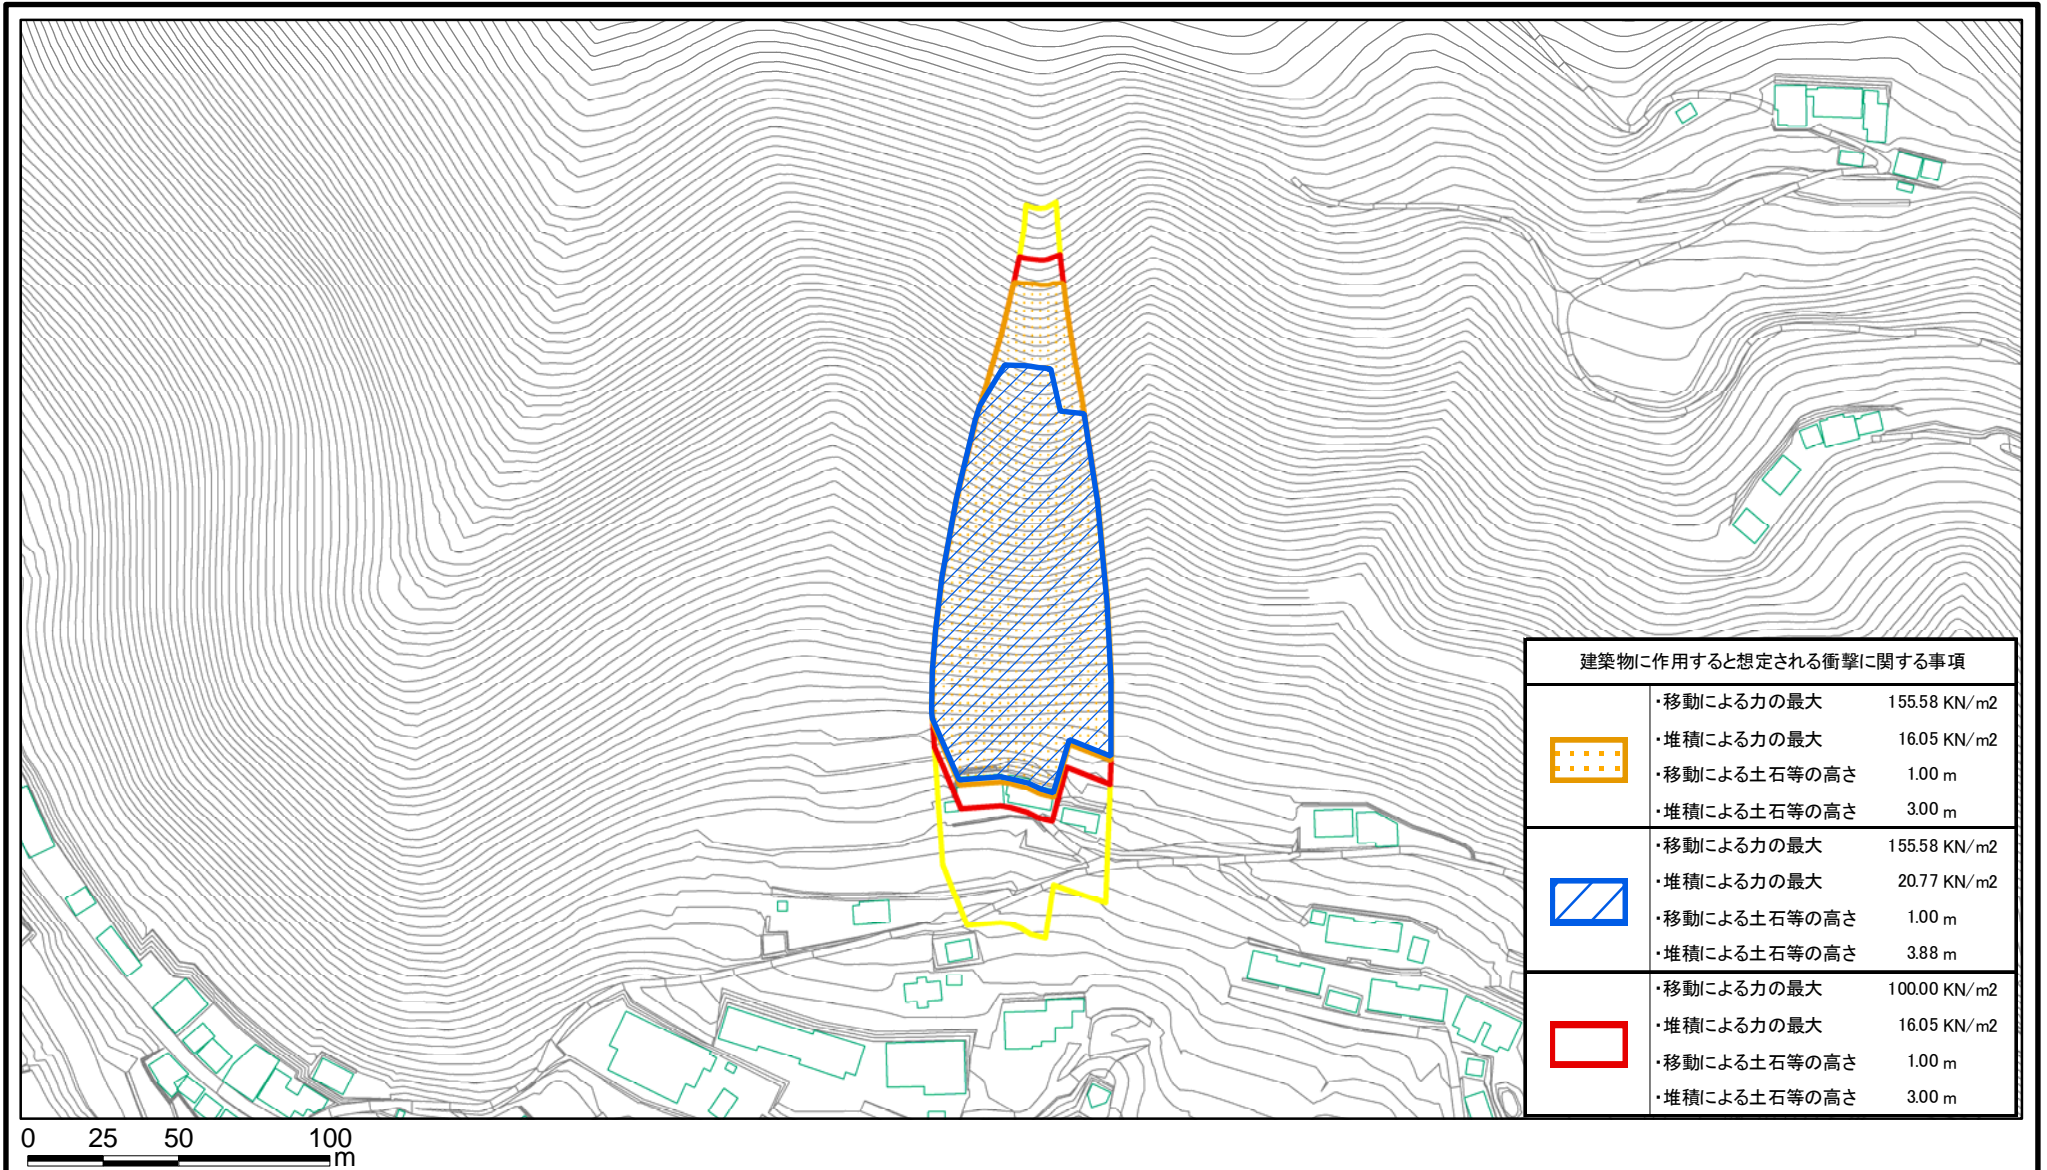 建築物に作用すると想定される衝撃に関する事項
・移動による力の最大 155.58 KN/m2
・堆積による力の最大 16.05 KN/m2
・移動による土石等の高さ 1.00 m
・堆積による土石等の高さ 3.00 m
・移動による力の最大 155.58 KN/m2
・堆積による力の最大 20.77 KN/m2
・移動による土石等の高さ 1.00 m
・堆積による土石等の高さ 3.88 m
・移動による力の最大 100.00 KN/m2
・堆積による力の最大 16.05 KN/m2
・移動による土石等の高さ 1.00 m
・堆積による土石等の高さ 3.00 m
0 25 50 100
m